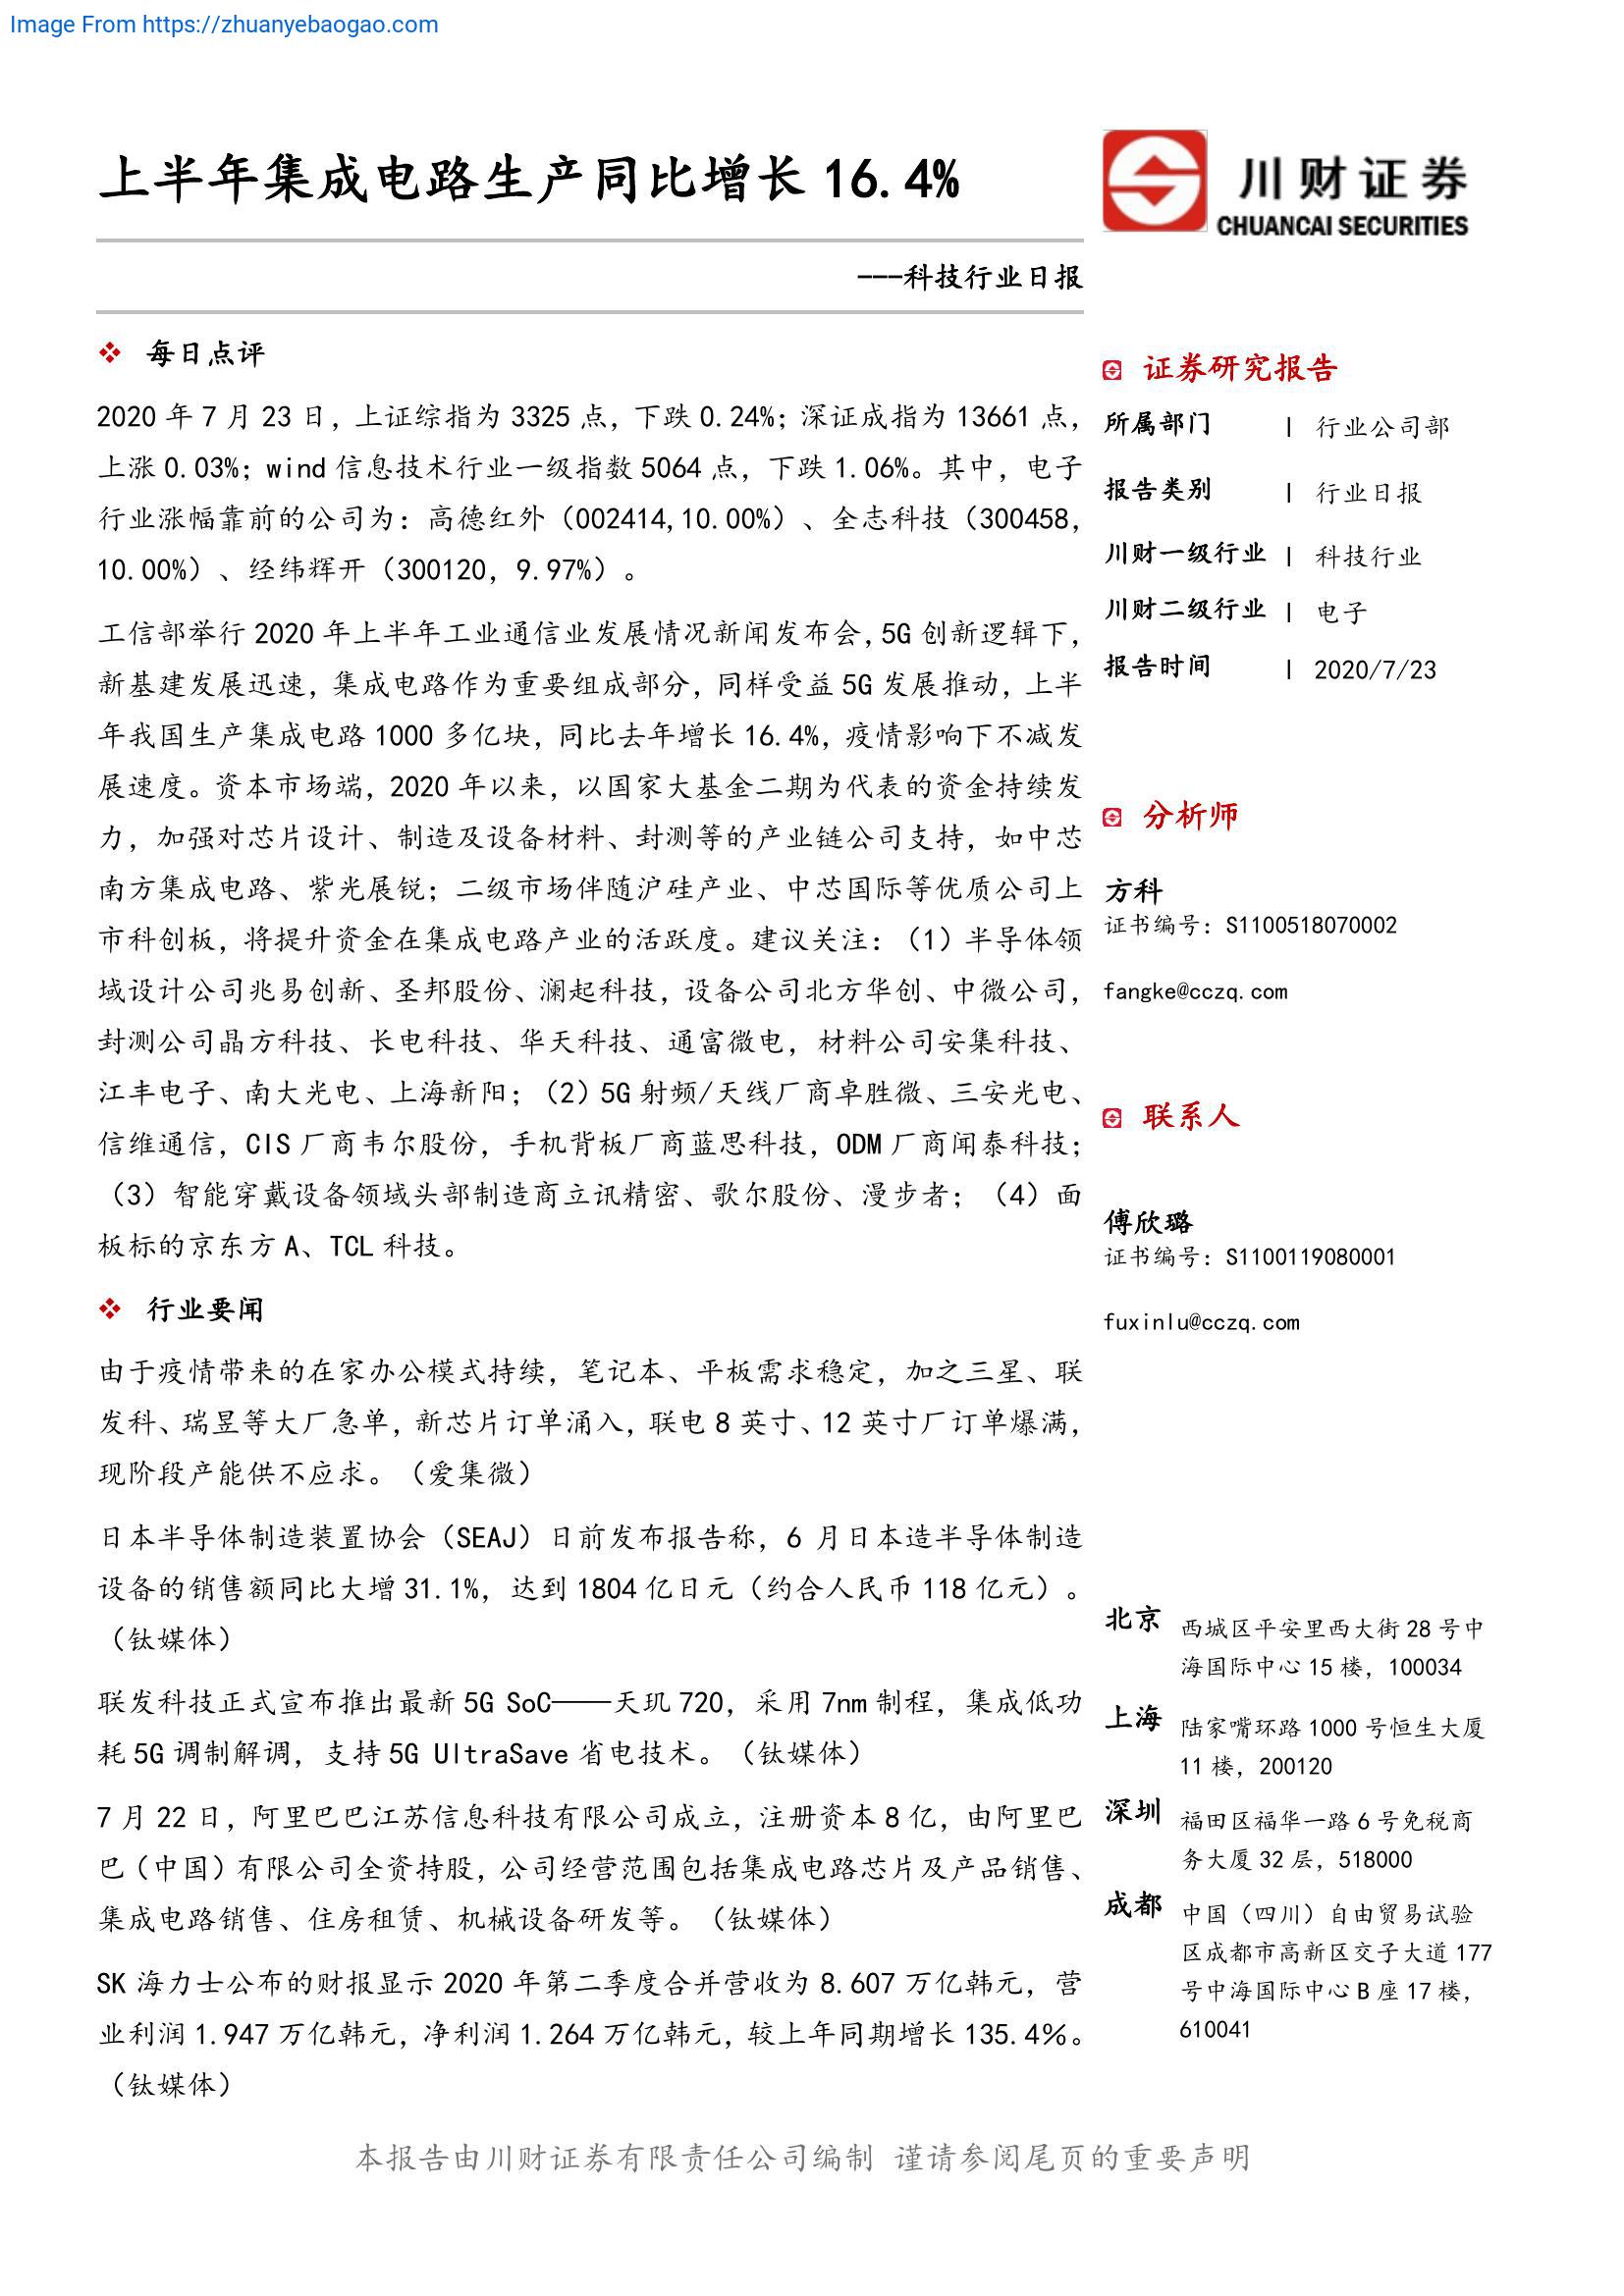 Image From https://zhuanyebaogao.com
上半年集成电路生产同比增长 16.4%
---科技行业日报
川财证券
CHUANCAI SECURITIES
❖ 每日点评
2020 年 7 月 23 日，上证综指为 3325 点，下跌 0.24%；深证成指为 13661 点，
上涨 0.03%；wind 信息技术行业一级指数 5064 点，下跌 1.06%。其中，电子
行业涨幅靠前的公司为：高德红外（002414,10.00%）、全志科技（300458,
10.00%）、经纬辉开（300120, 9.97%）。
工信部举行 2020 年上半年工业通信业发展情况新闻发布会，5G 创新逻辑下，
新基建发展迅速，集成电路作为重要组成部分，同样受益 5G 发展推动，上半
年我国生产集成电路 1000 多亿块，同比去年增长 16.4%，疫情影响下不减发
展速度。资本市场端，2020 年以来，以国家大基金二期为代表的资金持续发
力，加强对芯片设计、制造及设备材料、封测等的产业链公司支持，如中芯
南方集成电路、紫光展锐；二级市场伴随沪硅产业、中芯国际等优质公司上
市科创板，将提升资金在集成电路产业的活跃度。建议关注：（1）半导体领
域设计公司兆易创新、圣邦股份、澜起科技，设备公司北方华创、中微公司，
封测公司晶方科技、长电科技、华天科技、通富微电，材料公司安集科技、
江丰电子、南大光电、上海新阳；（2）5G 射频/天线厂商卓胜微、三安光电、
信维通信，CIS 厂商韦尔股份，手机背板厂商蓝思科技，ODM 厂商闻泰科技；
（3）智能穿戴设备领域头部制造商立讯精密、歌尔股份、漫步者；（4）面
板标的京东方 A、TCL 科技。
❖ 行业要闻
由于疫情带来的在家办公模式持续，笔记本、平板需求稳定，加之三星、联
发科、瑞昱等大厂急单，新芯片订单涌入，联电 8 英寸、12 英寸厂订单爆满，
现阶段产能供不应求。（爱集微）
日本半导体制造装置协会（SEAJ）日前发布报告称，6 月日本造半导体制造
设备的销售额同比大增 31.1%，达到 1804 亿日元（约合人民币 118 亿元）。
（钛媒体）
联发科技正式宣布推出最新 5G SoC——天玑 720，采用 7nm 制程，集成低功
耗 5G 调制解调，支持 5G UltraSave 省电技术。（钛媒体）
7 月 22 日，阿里巴巴江苏信息科技有限公司成立，注册资本 8 亿，由阿里巴
巴（中国）有限公司全资持股，公司经营范围包括集成电路芯片及产品销售、
集成电路销售、住房租赁、机械设备研发等。（钛媒体）
SK 海力士公布的财报显示 2020 年第二季度合并营收为 8.607 万亿韩元，营
业利润 1.947 万亿韩元，净利润 1.264 万亿韩元，较上年同期增长 135.4%。
（钛媒体）
证券研究报告
所属部门 | 行业公司部
报告类别 | 行业日报
川财一级行业 | 科技行业
川财二级行业 | 电子
报告时间 | 2020/7/23
分析师
方科
证书编号：S1100518070002
fangke@cczq.com
联系人
傅欣璐
证书编号：S1100119080001
fuxinlu@cczq.com
北京 西城区平安里西大街 28 号中
海国际中心 15 楼，100034
上海 陆家嘴环路 1000 号恒生大厦
11 楼，200120
深圳 福田区福华一路 6 号免税商
务大厦 32 层，518000
成都 中国（四川）自由贸易试验
区成都市高新区交子大道 177
号中海国际中心 B 座 17 楼，
610041
本报告由川财证券有限责任公司编制 谨请参阅尾页的重要声明